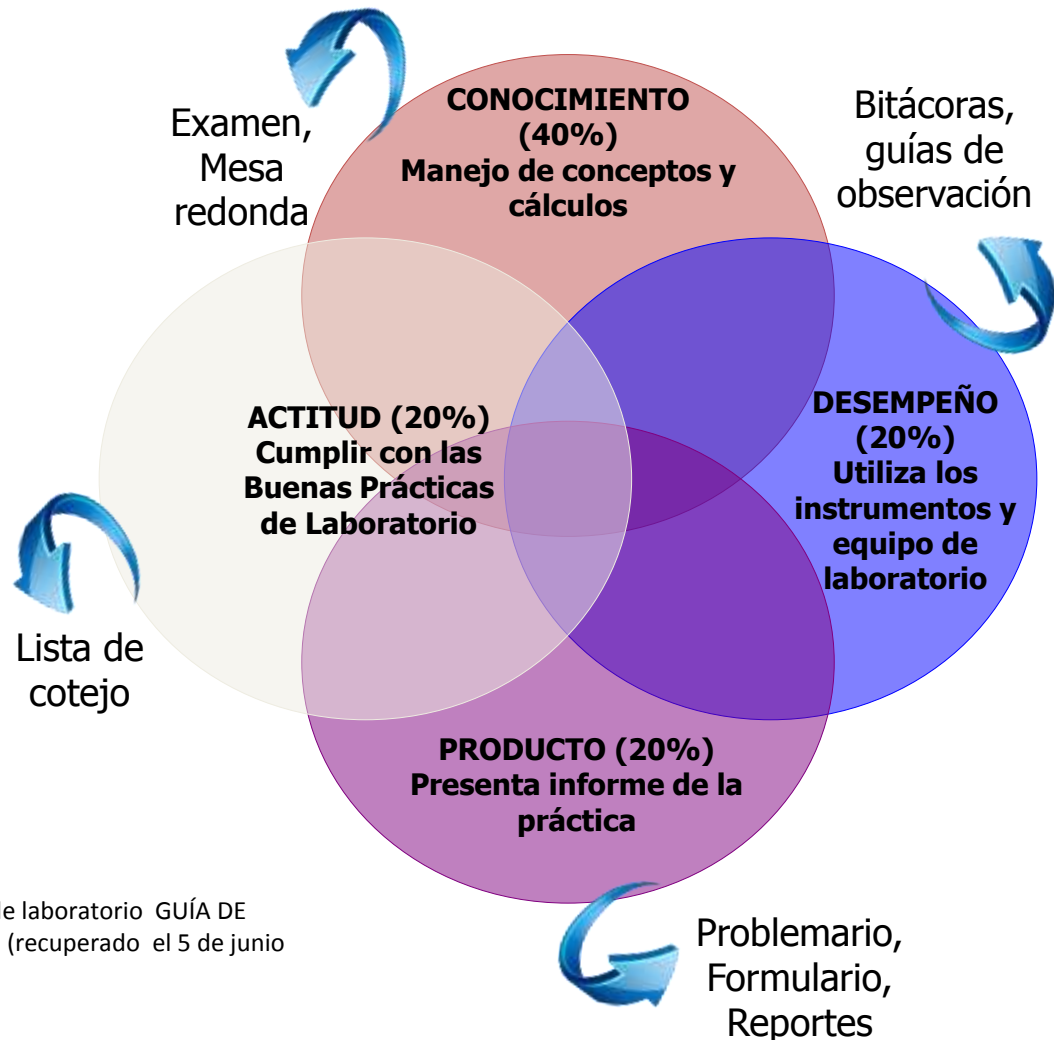 CONOCIMIENTO
(40%)
Manejo de conceptos y
cálculos
Examen,
Mesa
redonda
Bitácoras,
guías de
observación
ACTITUD (20%)
Cumplir con las
Buenas Prácticas
de Laboratorio
DESEMPEÑO
(20%)
Utiliza los
instrumentos y
equipo de
laboratorio
Lista de
cotejo
PRODUCTO (20%)
Presenta informe de la
práctica
de laboratorio GUÍA DE
(recuperado el 5 de junio
Problemario,
Formulario,
Reportes